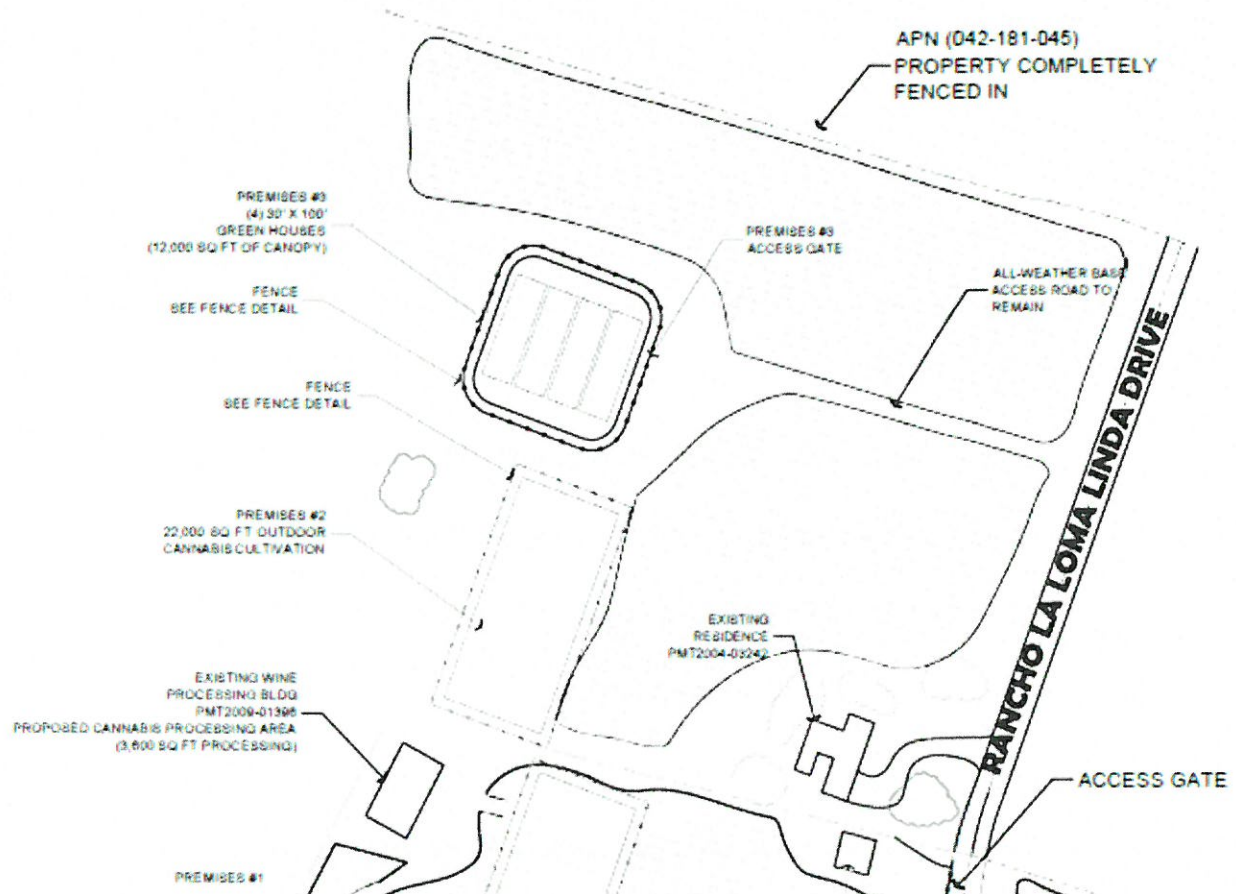 APN (042-181-045)
PROPERTY COMPLETELY
FENCED IN
PREMISES #3
(4) 30' X 100'
GREEN HOUSES
(12,000 SQ FT OF CANOPY)
PREMISES #3
ACCESS GATE
FENCE
SEE FENCE DETAIL
ALL-WEATHER BASE
ACCESS ROAD TO
REMAIN
FENCE
SEE FENCE DETAIL
RANCHO LA LOMA LINDA DRIVE
PREMISES #2
22,000 SQ FT OUTDOOR
CANNABIS CULTIVATION
EXISTING
RESIDENCE
PMT2004-03242
EXISTING WINE
PROCESSING BLDG
PMT2009-01396
PROPOSED CANNABIS PROCESSING AREA
(3,600 SQ FT PROCESSING)
ACCESS GATE
PREMISES #1